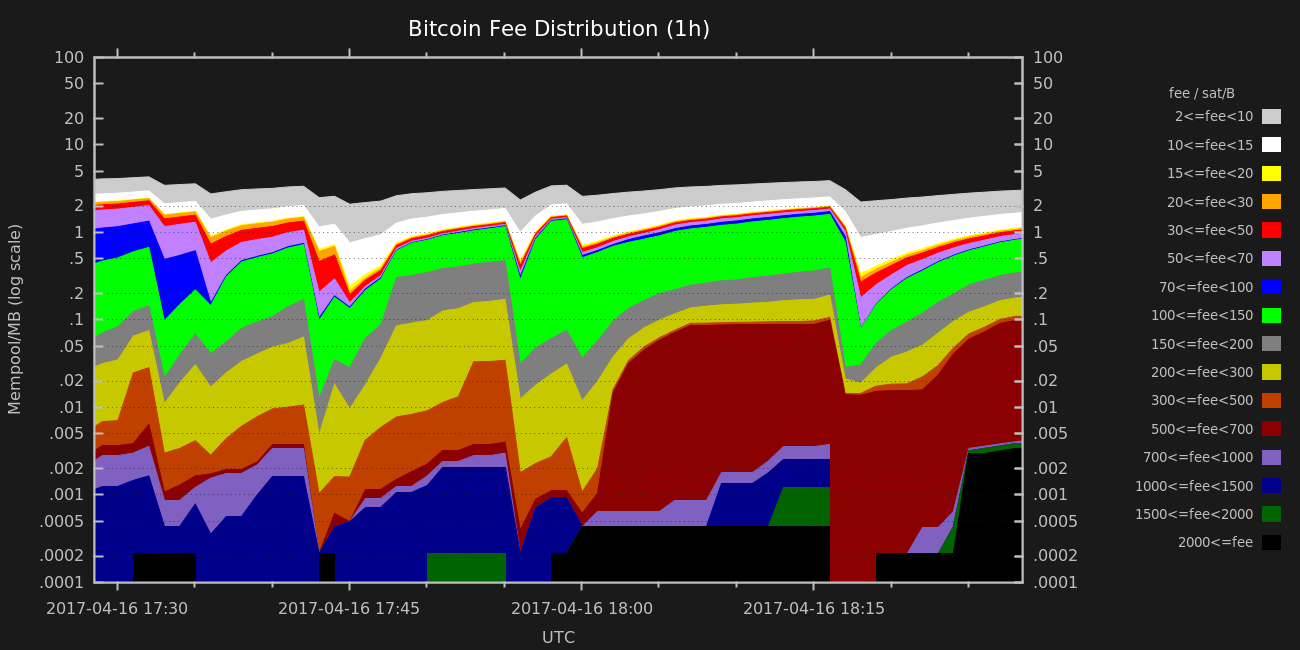 Bitcoin Fee Distribution (1h)
100
50
20
10
5
2
1
.5
.2
.1
.05
.02
.01
.005
.002
.001
.0005
.0002
.0001
Mempool/MB (log scale)
100
50
20
10
5
2
1
.5
.2
.1
.05
.02
.01
.005
.002
.001
.0005
.0002
.0001
2017-04-16 17:30
2017-04-16 17:45
2017-04-16 18:00
2017-04-16 18:15
UTC
fee / sat/B
2<=fee<10
10<=fee<15
15<=fee<20
20<=fee<30
30<=fee<50
50<=fee<70
70<=fee<100
100<=fee<150
150<=fee<200
200<=fee<300
300<=fee<500
500<=fee<700
700<=fee<1000
1000<=fee<1500
1500<=fee<2000
2000<=fee